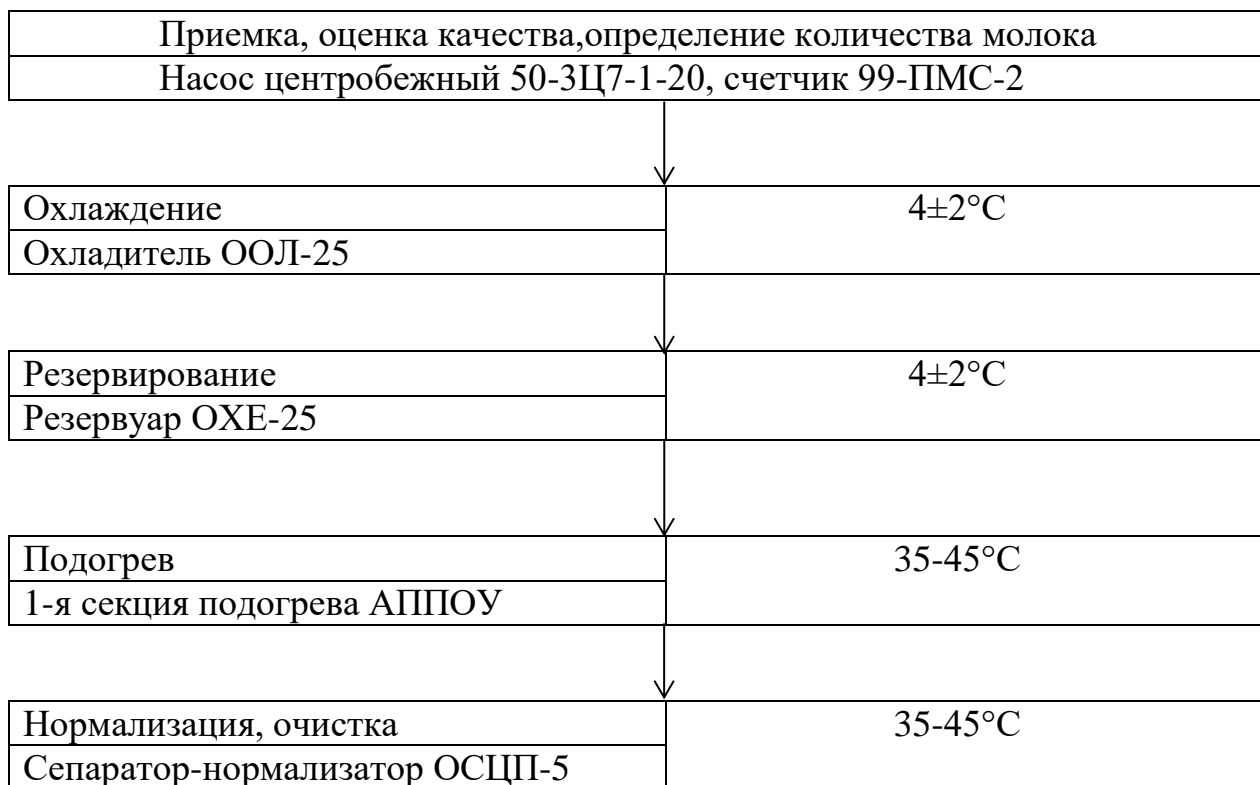 Приемка, оценка качества,определение количества молока
Насос центробежный 50-3Ц7-1-20, счетчик 99-ПМС-2
Охлаждение 4±2°С
Охладитель ООЛ-25
Резервирование 4±2°С
Резервуар ОХЕ-25
Подогрев 35-45°С
1-я секция подогрева АППОУ
Нормализация, очистка 35-45°С
Сепаратор-нормализатор ОСЦП-5